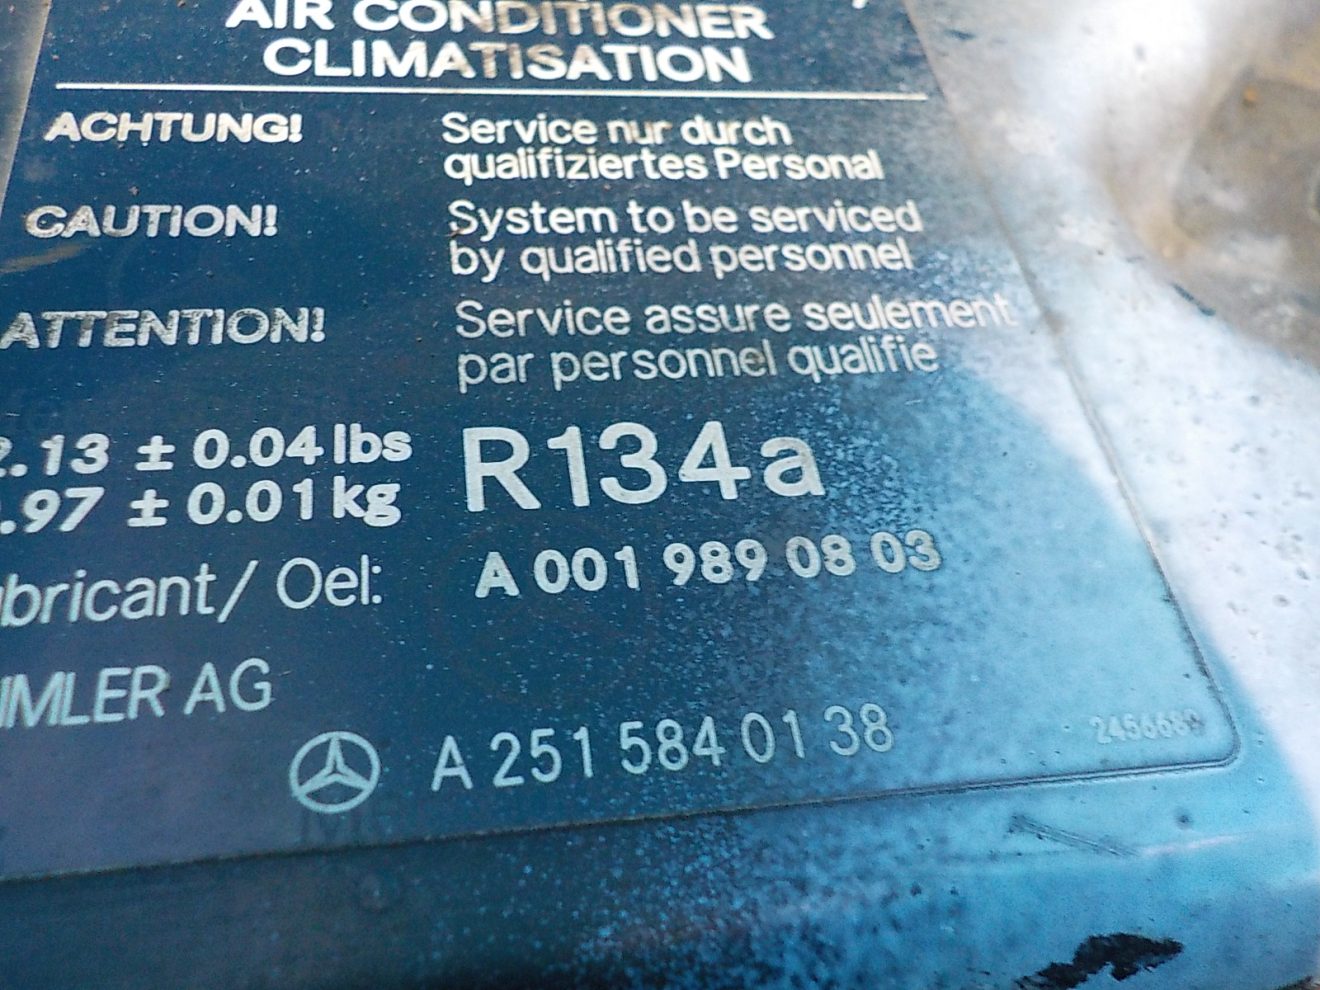 AIR CONDITIONER
CLIMATISATION
ACHTUNG! Service nur durch
qualifiziertes Personal
CAUTION! System to be serviced
by qualified personnel
ATTENTION! Service assure seulement
par personnel qualifie
2.13 ± 0.04 lbs R134a
.97 ± 0.01 kg
ubricant/ Oel: A 001 989 08 03
IMLER AG
A 251 584 01 38